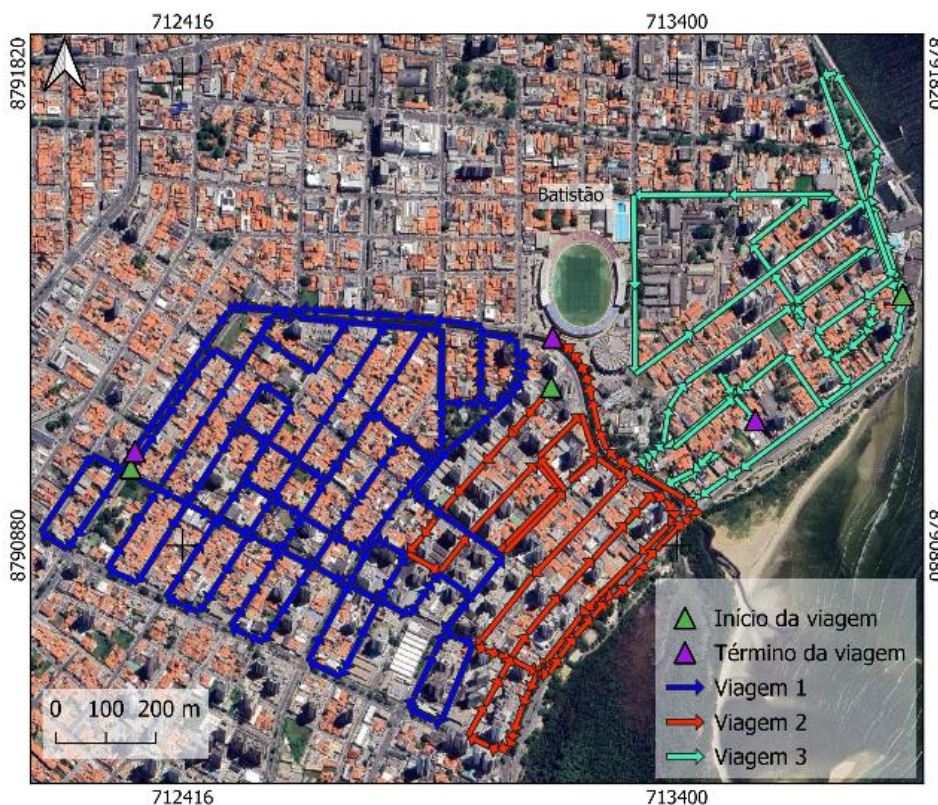 712416
713400
8791820
8791820
Batistão
8790880
8790880
Início da viagem
Término da viagem
Viagem 1
Viagem 2
Viagem 3
0 100 200 m
712416
713400